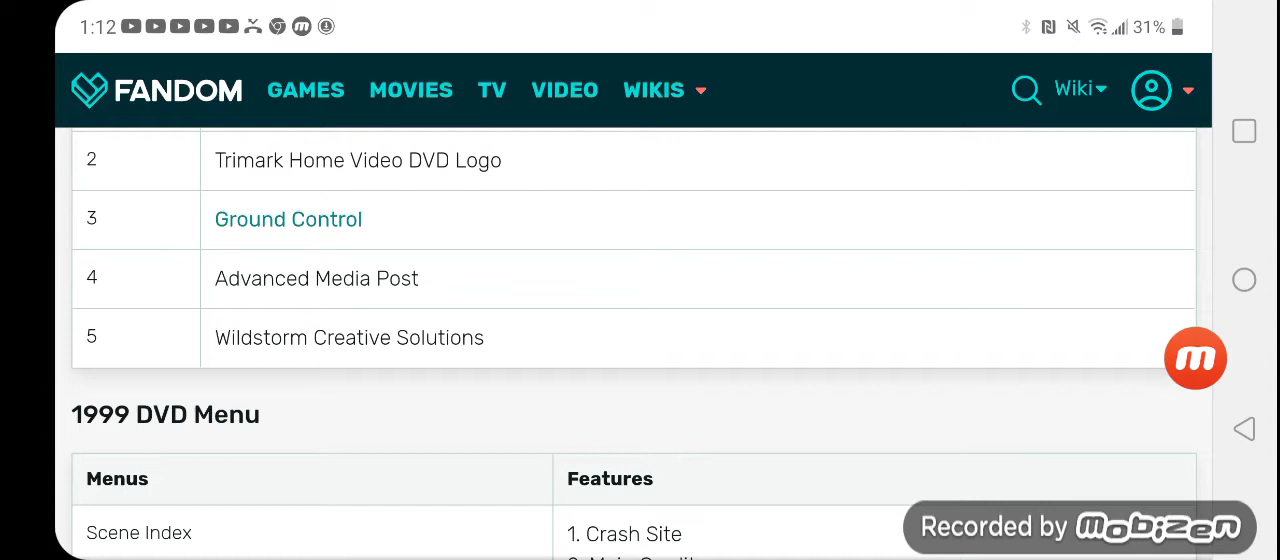 1:12
31%
FANDOM GAMES MOVIES TV VIDEO WIKIS Wiki
2 Trimark Home Video DVD Logo
3 Ground Control
4 Advanced Media Post
5 Wildstorm Creative Solutions
m
1999 DVD Menu
Menus Features
Scene Index 1. Crash Site
Recorded by mobizen